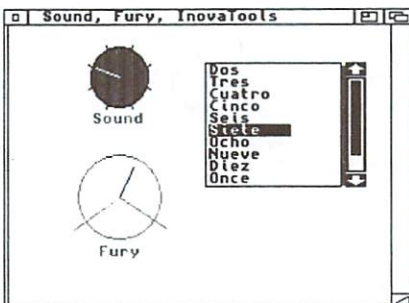 Sound, Fury, InovaTools
Sound
Dos
Tres
Cuatro
Cinco
Seis
Siete
Ocho
Nueve
Diez
Once
Fury